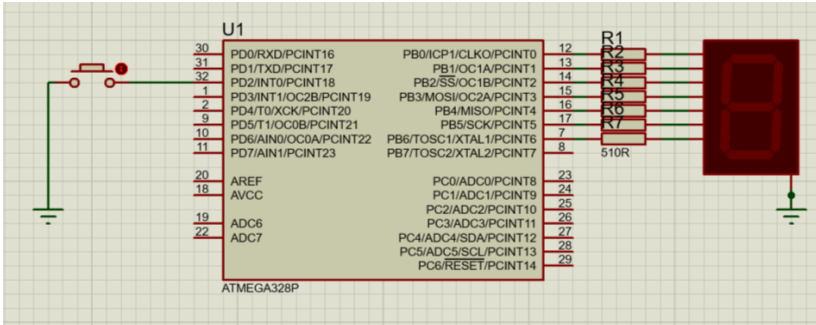 U1
30 PD0/RXD/PCINT16
31 PD1/TXD/PCINT17
32 PD2/INT0/PCINT18
1 PD3/INT1/OC2B/PCINT19
2 PD4/T0/XCK/PCINT20
9 PD5/T1/OC0B/PCINT21
10 PD6/AIN0/OC0A/PCINT22
11 PD7/AIN1/PCINT23
20 AREF
18 AVCC
19 ADC6
22 ADC7
PB0/ICP1/CLKO/PCINT0 12
PB1/OC1A/PCINT1 13
PB2/SS/OC1B/PCINT2 14
PB3/MOSI/OC2A/PCINT3 15
PB4/MISO/PCINT4 16
PB5/SCK/PCINT5 17
PB6/TOSC1/XTAL1/PCINT6 7
PB7/TOSC2/XTAL2/PCINT7 8
PC0/ADC0/PCINT8 23
PC1/ADC1/PCINT9 24
PC2/ADC2/PCINT10 25
PC3/ADC3/PCINT11 26
PC4/ADC4/SDA/PCINT12 27
PC5/ADC5/SCL/PCINT13 28
PC6/RESET/PCINT14 29
ATMEGA328P
R1
R2
R3
R4
R5
R6
R7
510R